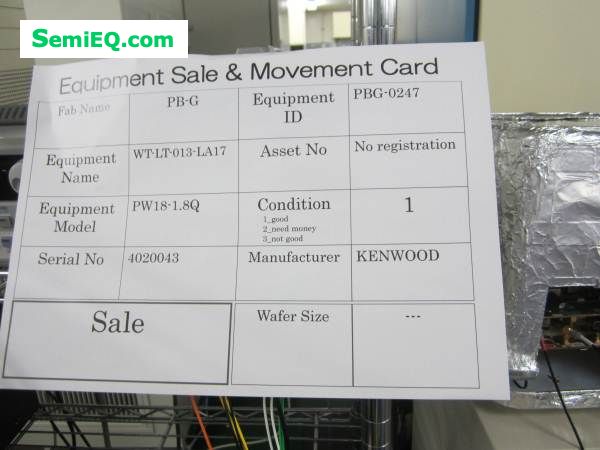 SemiEQ.com
Equipment Sale & Movement Card
Fab Name
PB-G
Equipment
ID
PBG-0247
Equipment
Name
WT-LT-013-LA17
Asset No
No registration
Equipment
Model
PW18-1.8Q
Condition
1_good
2_need money
3_not good
1
Serial No
4020043
Manufacturer
KENWOOD
Sale
Wafer Size
---